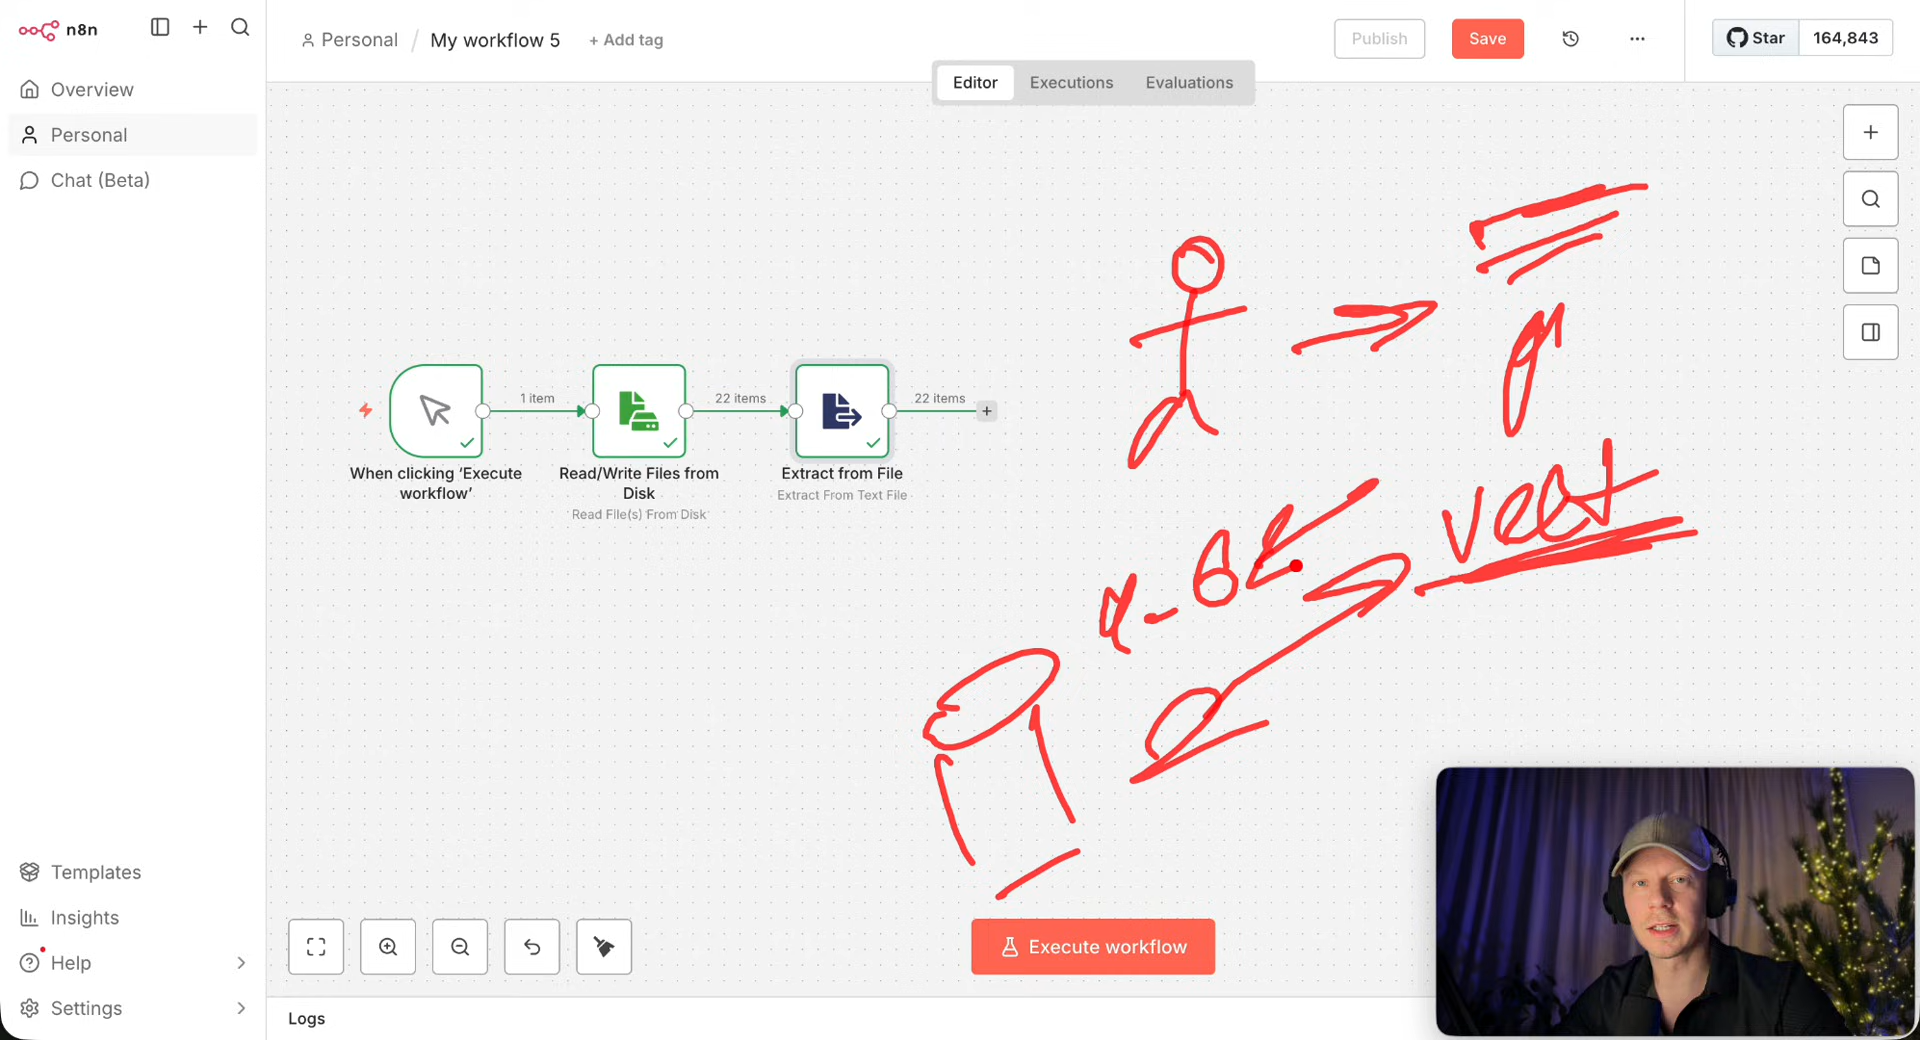 n8n
Personal / My workflow 5 + Add tag
Publish
Save
Star 164,843
Editor Executions Evaluations
Overview
Personal
Chat (Beta)
1 item
22 items
22 items
When clicking ‘Execute workflow’
Read/Write Files from Disk
Read File(s) From Disk
Extract from File
Extract From Text File
Templates
Insights
Help
Settings
Execute workflow
Logs